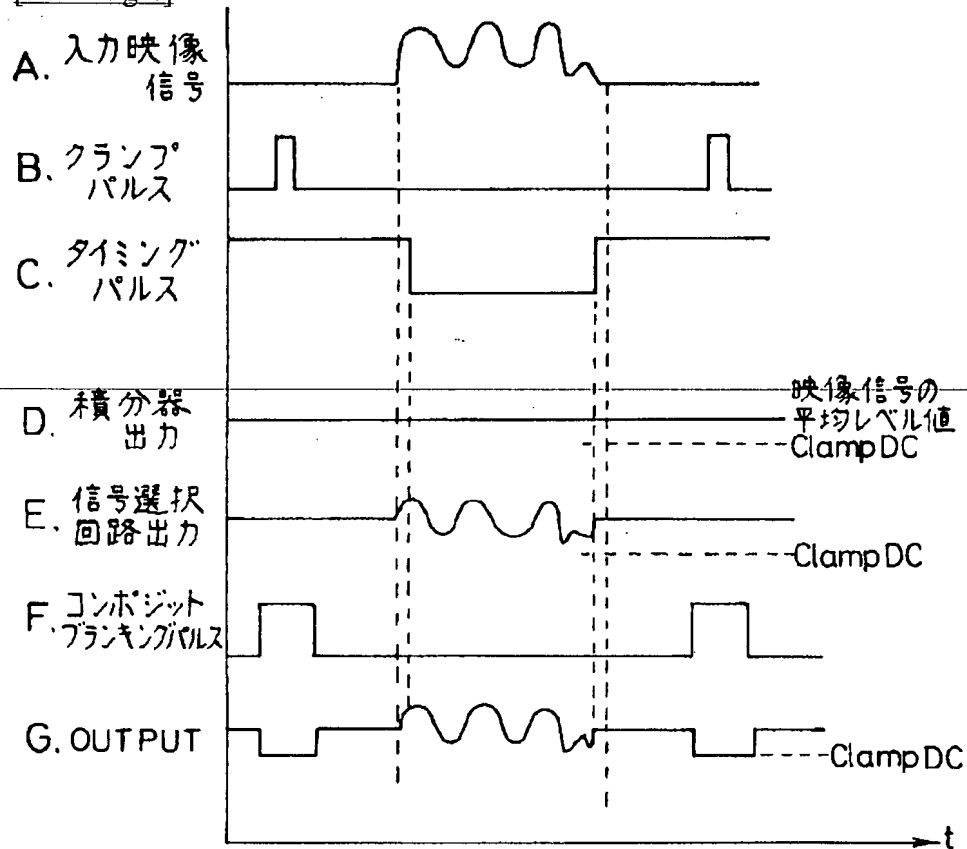 A. 入力映像
信号
B. クランプ
パルス
C. タイミング
パルス
D. 積分器
出力
映像信号の
平均レベル値
Clamp DC
E. 信号選択
回路出力
Clamp DC
F. コンポジット
ブランキングパルス
G. OUTPUT
Clamp DC
t